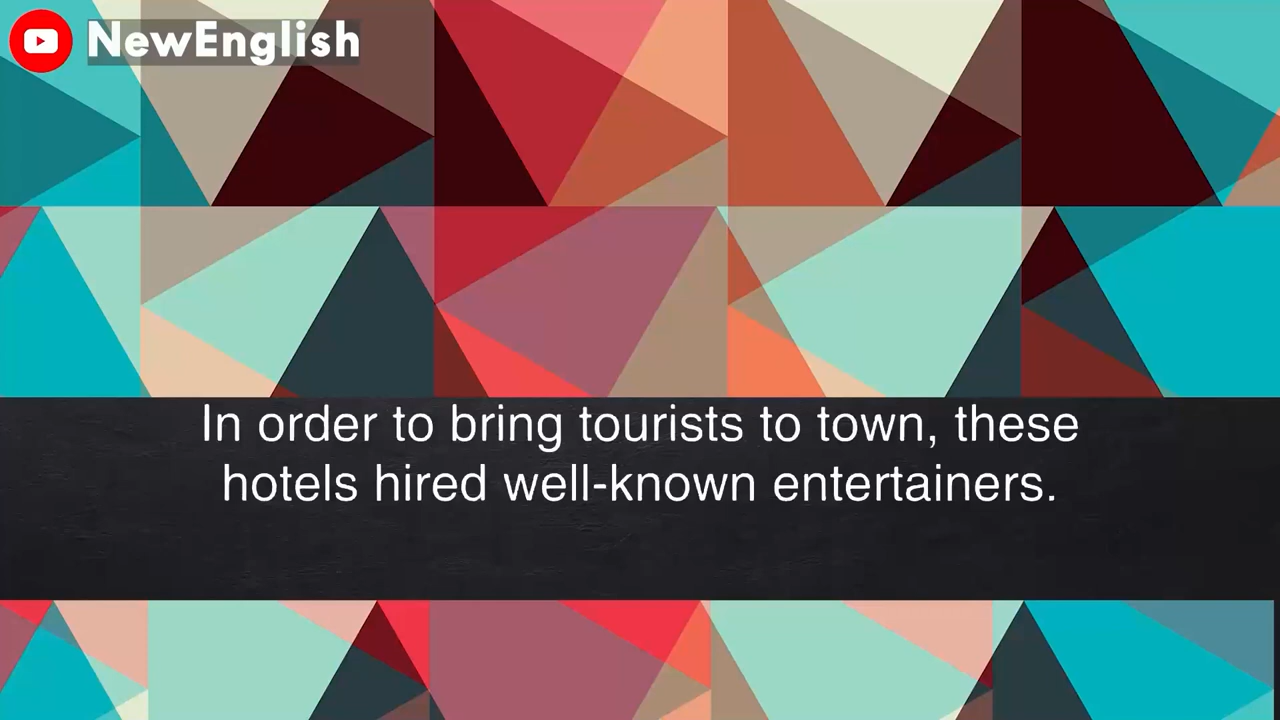 NewEnglish
In order to bring tourists to town, these
hotels hired well-known entertainers.